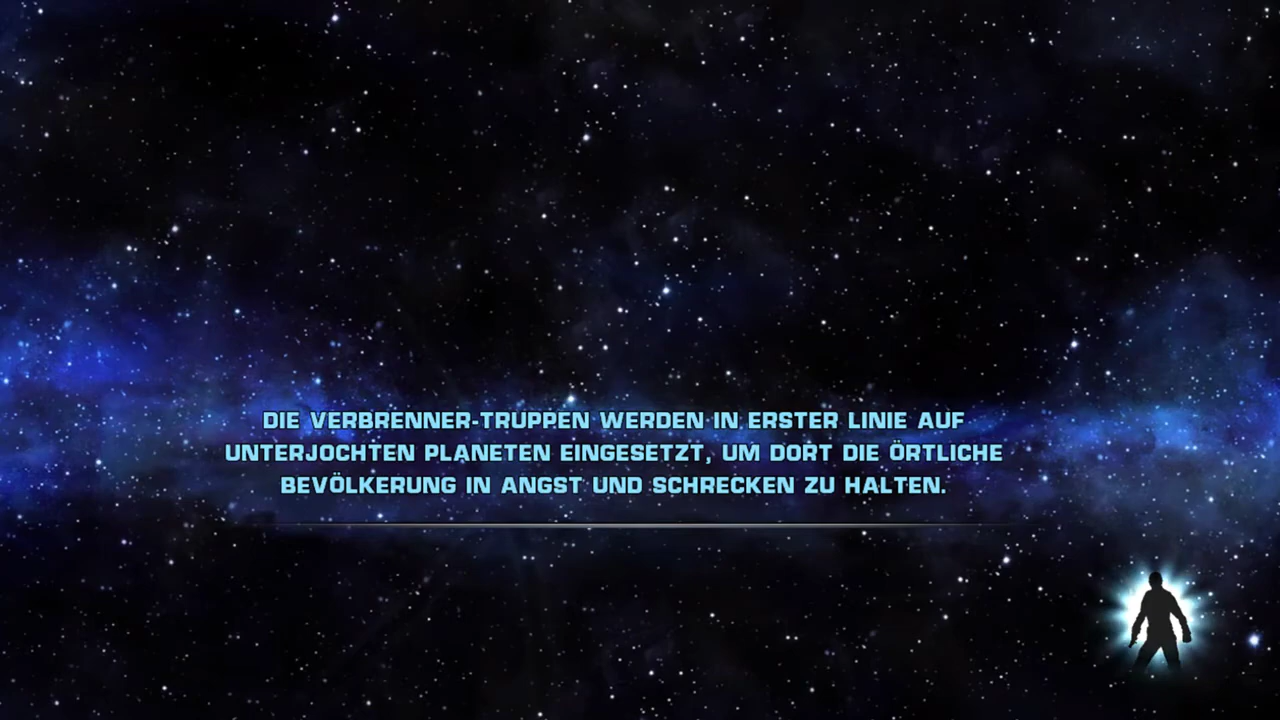 DIE VERBRENNER-TRUPPEN WERDEN IN ERSTER LINIE AUF
UNTERJOCHTEN PLANETEN EINGESETZT, UM DORT DIE ÖRTLICHE
BEVÖLKERUNG IN ANGST UND SCHRECKEN ZU HALTEN.